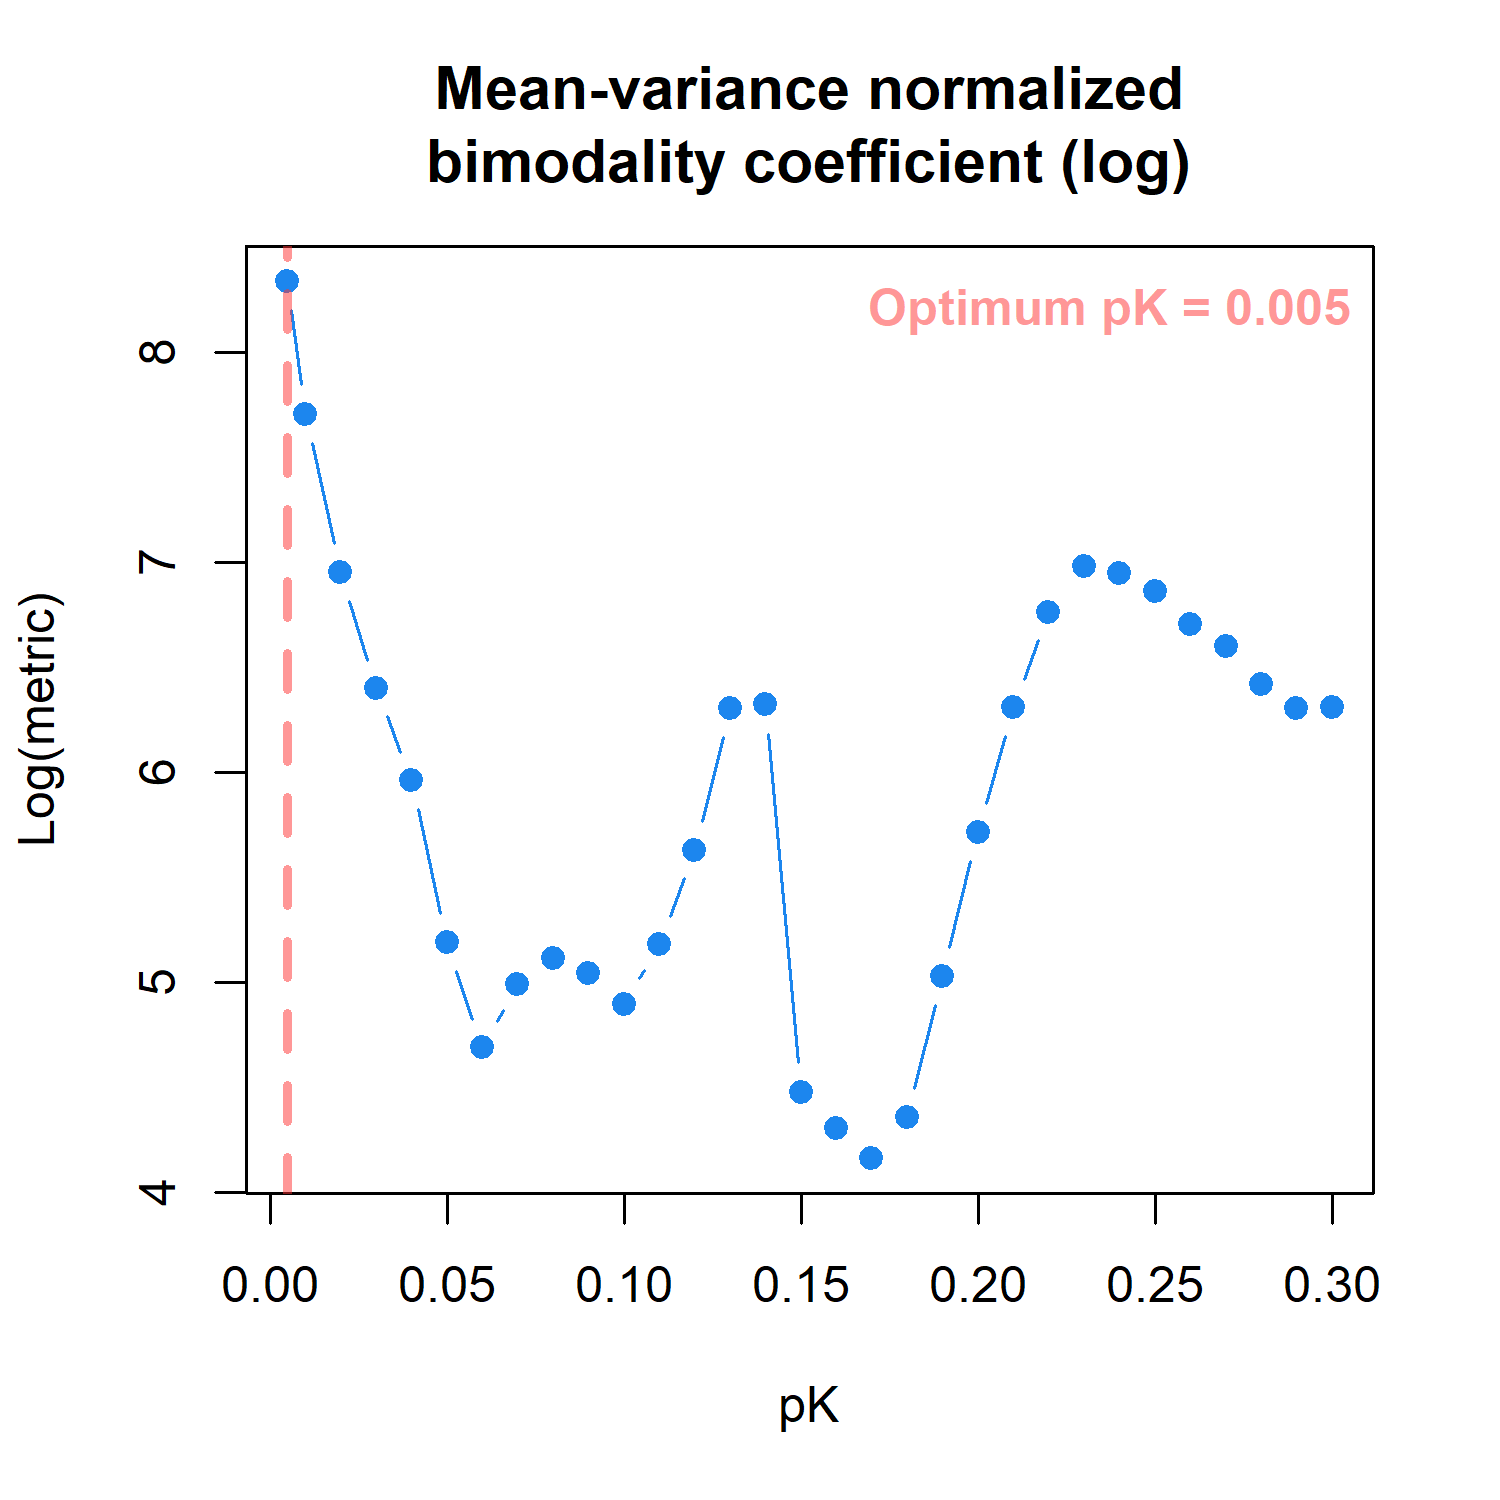 Mean-variance normalized
bimodality coefficient (log)
Optimum pK = 0.005
Log(metric)
8
7
6
5
4
0.00 0.05 0.10 0.15 0.20 0.25 0.30
pK